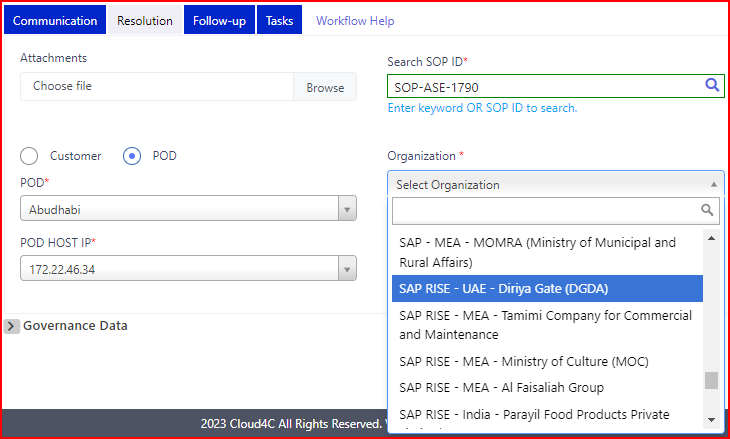 Communication
Resolution
Follow-up
Tasks
Workflow Help
Attachments
Choose file
Browse
Search SOP ID*
SOP-ASE-1790
Enter keyword OR SOP ID to search.
Customer
POD
POD*
Abudhabi
POD HOST IP*
172.22.46.34
Organization *
Select Organization
SAP - MEA - MOMRA (Ministry of Municipal and
Rural Affairs)
SAP RISE - UAE - Diriya Gate (DGDA)
SAP RISE - MEA - Tamimi Company for Commercial
and Maintenance
SAP RISE - MEA - Ministry of Culture (MOC)
SAP RISE - MEA - Al Faisaliah Group
SAP RISE - India - Parayil Food Products Private
Governance Data
2023 Cloud4C All Rights Reserved.